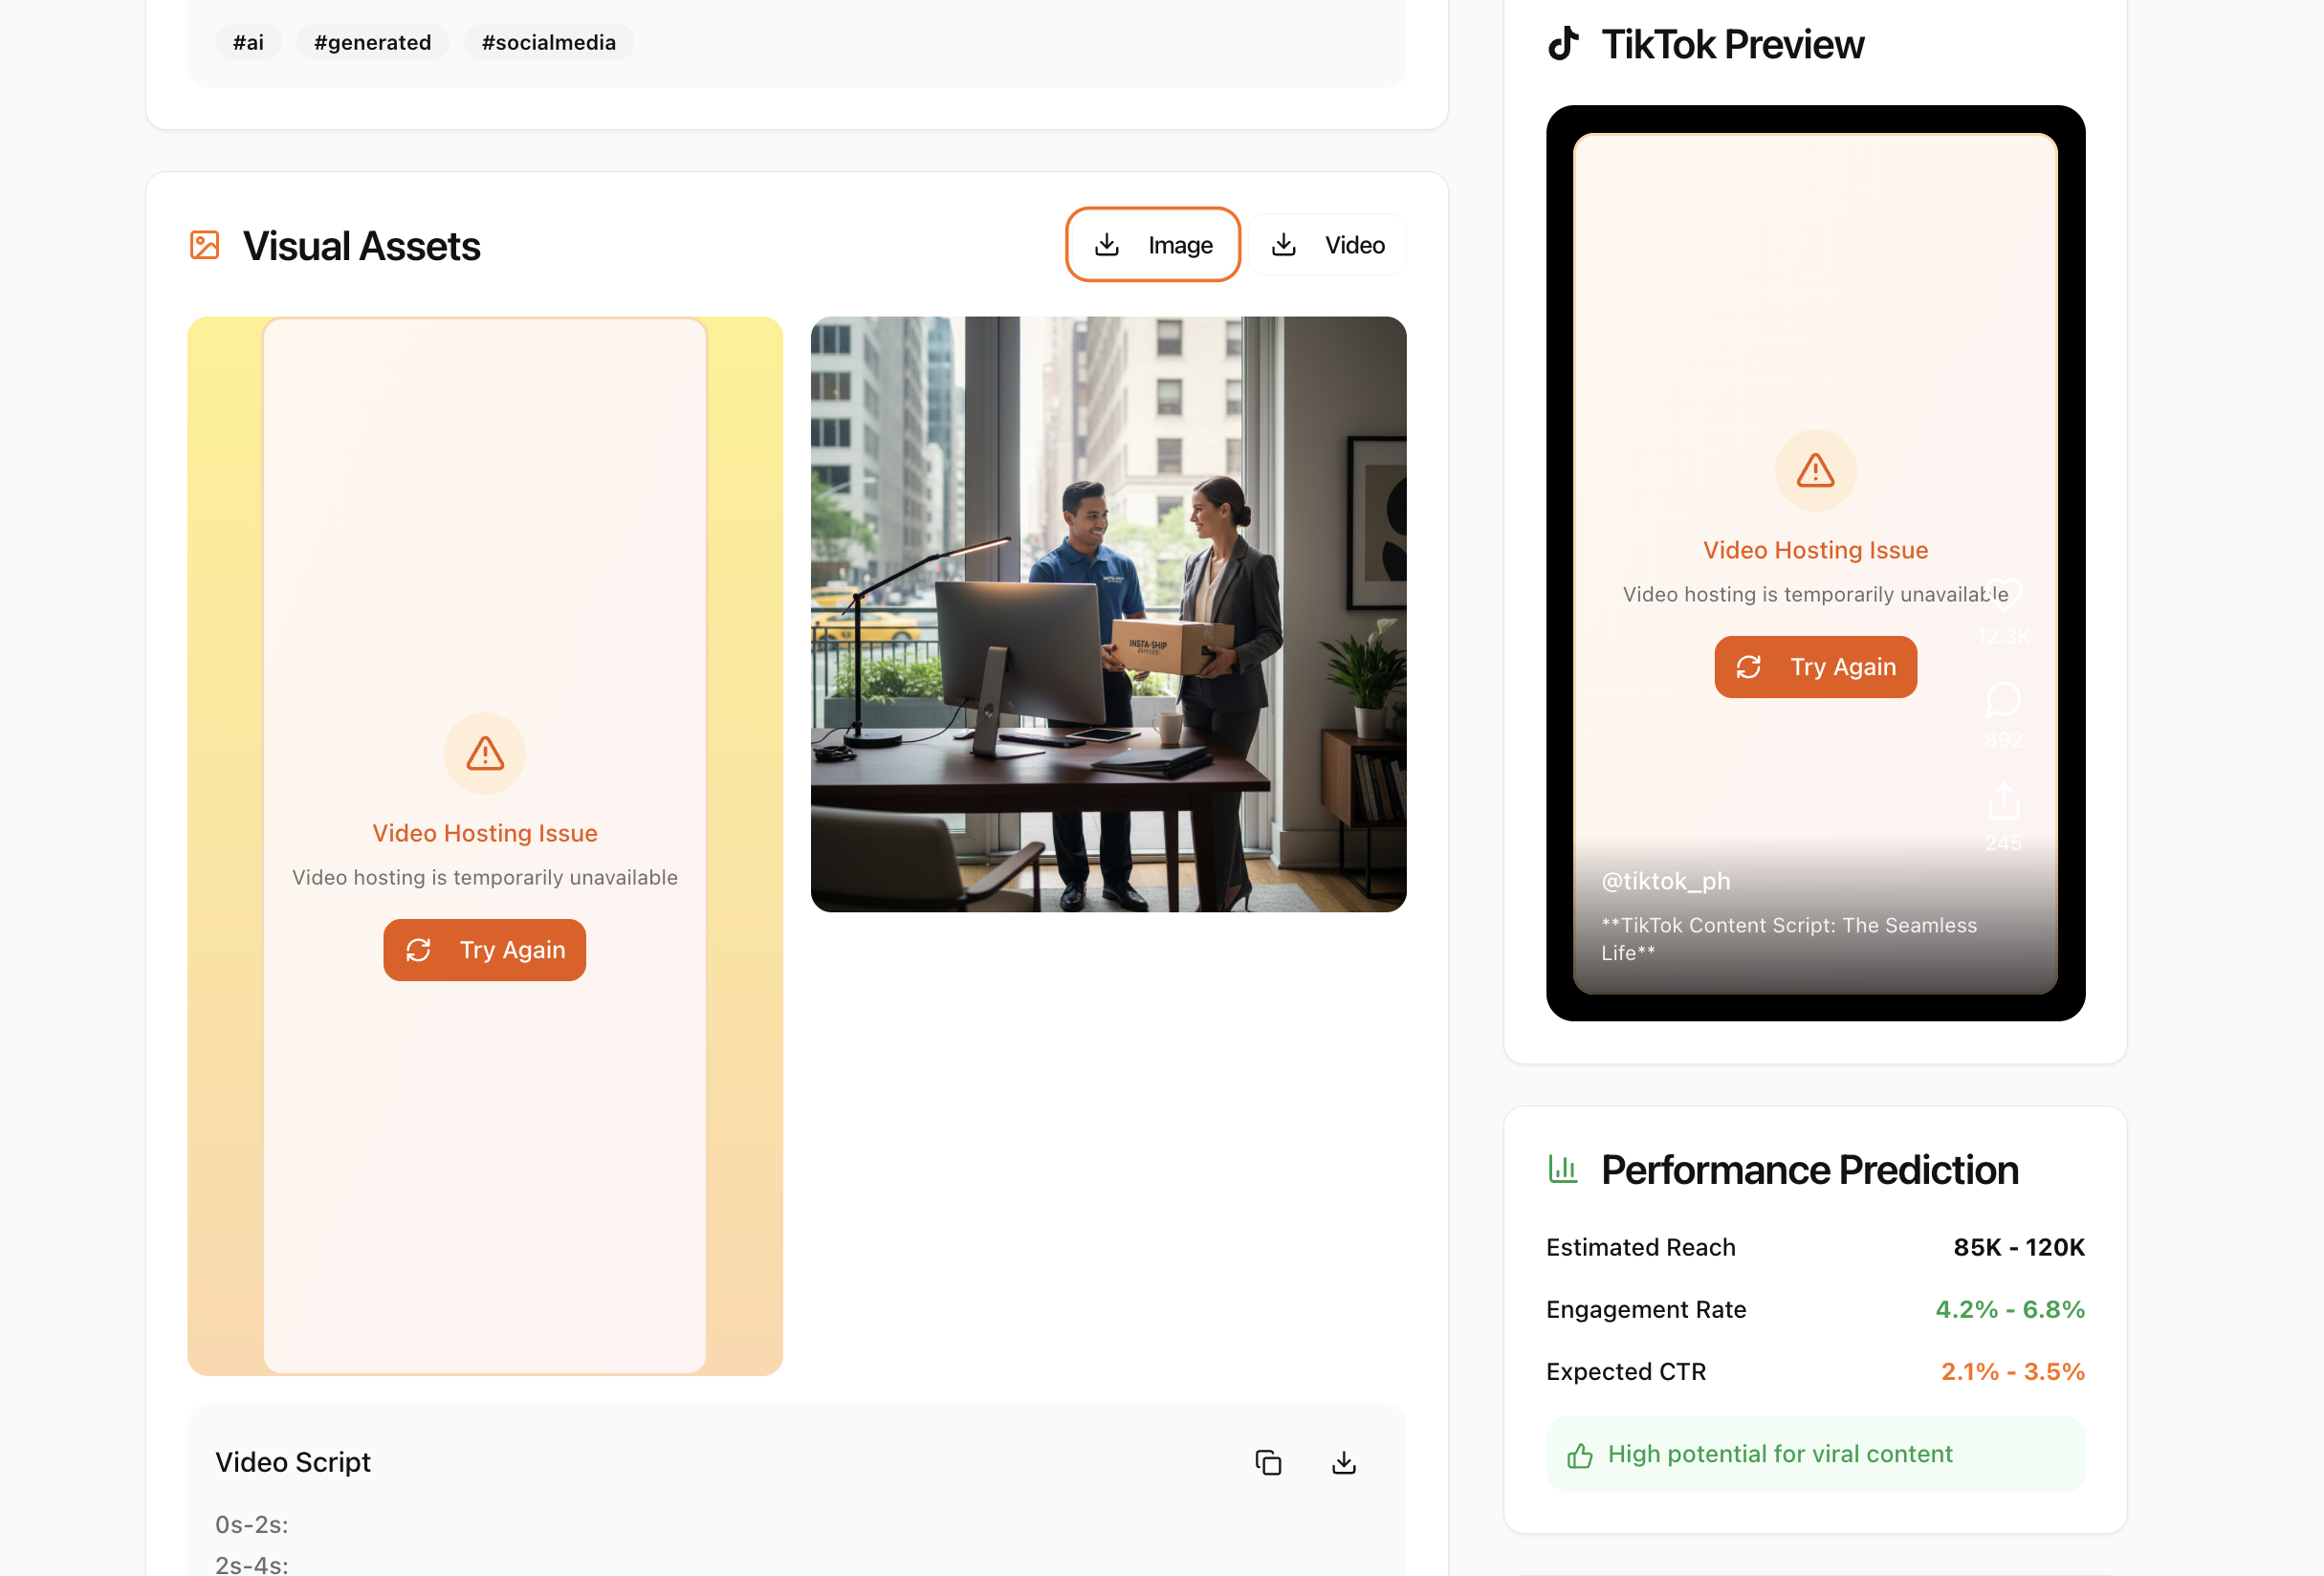 #ai #generated #socialmedia
Visual Assets
Image Video
Video Hosting Issue
Video hosting is temporarily unavailable
Try Again
INSTA-SHIP
Video Script
0s-2s:
2s-4s:
TikTok Preview
Video Hosting Issue
Video hosting is temporarily unavailable
Try Again
12.3K
892
245
@tiktok_ph
**TikTok Content Script: The Seamless
Life**
Performance Prediction
Estimated Reach 85K - 120K
Engagement Rate 4.2% - 6.8%
Expected CTR 2.1% - 3.5%
High potential for viral content